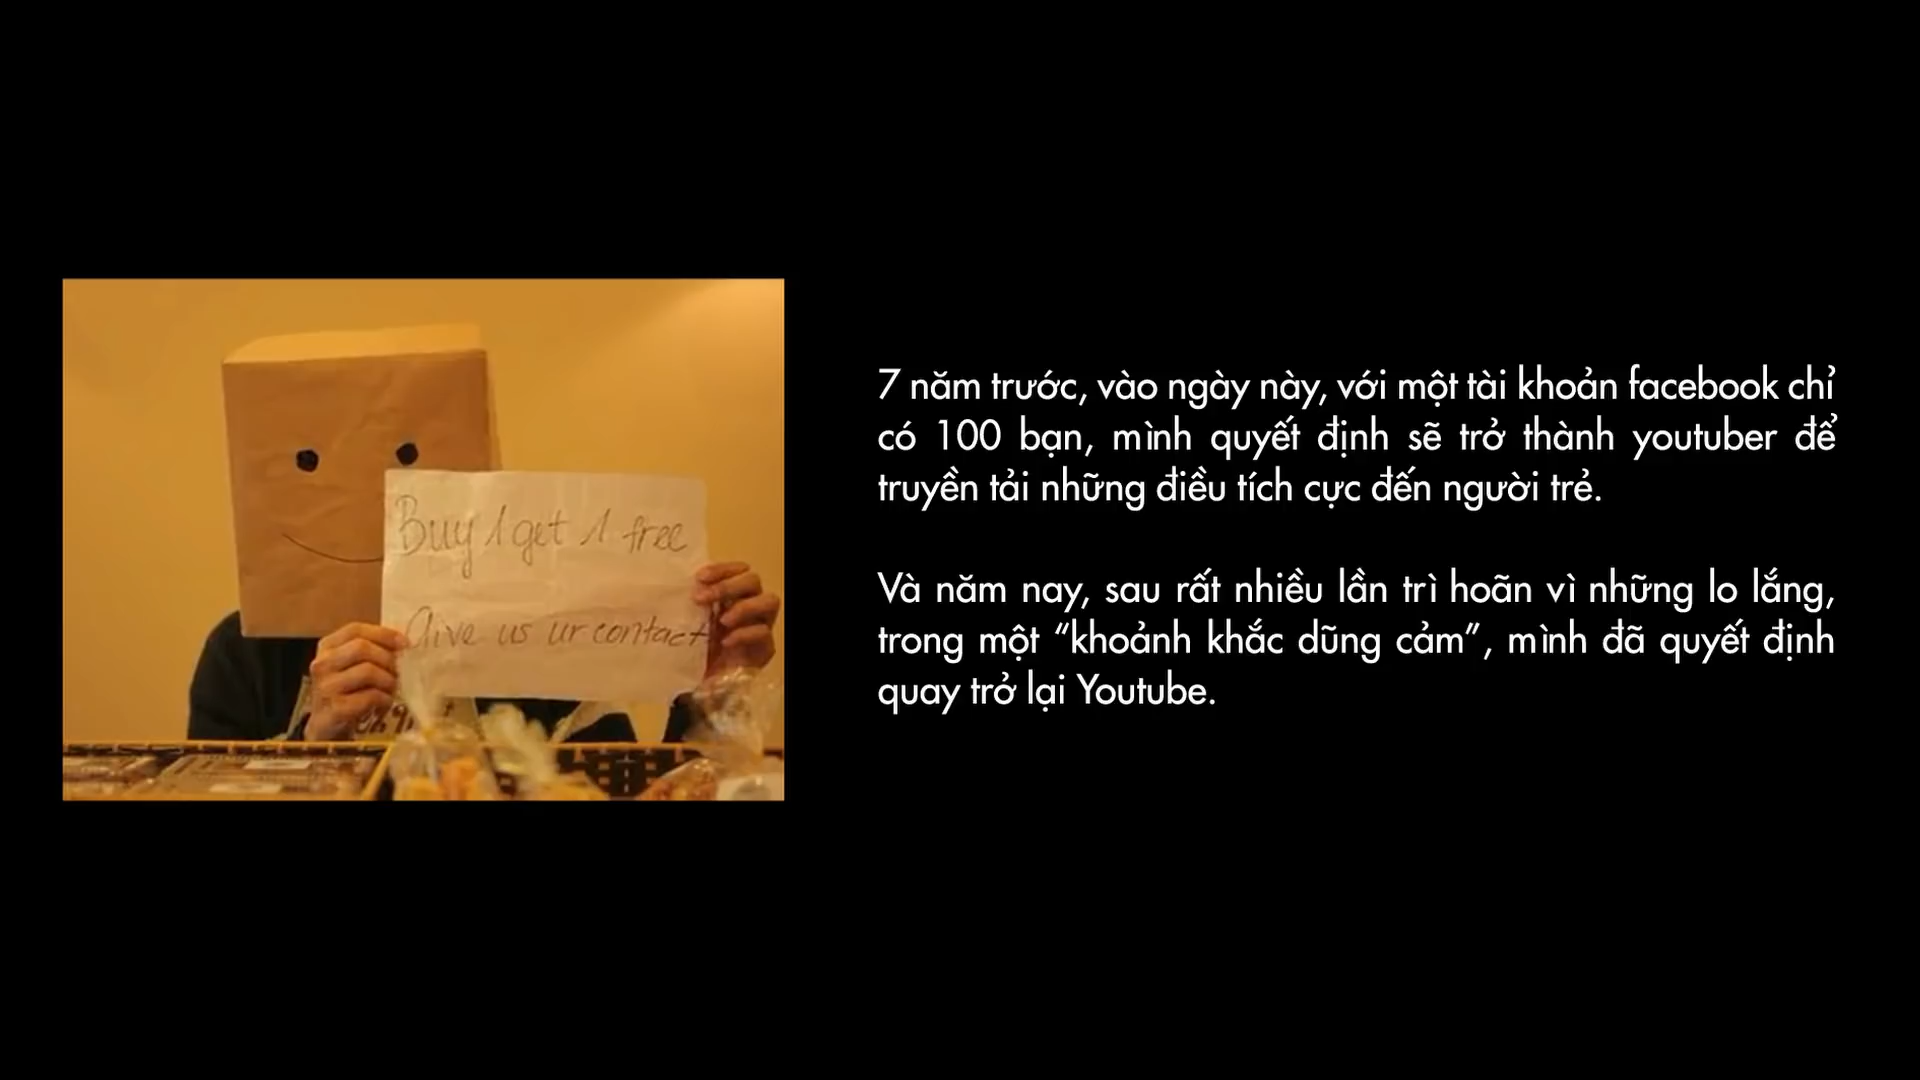 Buy 1 get 1 free
Give us ur contact
7 năm trước, vào ngày này, với một tài khoản facebook chỉ
có 100 bạn, mình quyết định sẽ trở thành youtuber để
truyền tải những điều tích cực đến người trẻ.
Và năm nay, sau rất nhiều lần trì hoãn vì những lo lắng,
trong một “khoảnh khắc dũng cảm”, mình đã quyết định
quay trở lại Youtube.